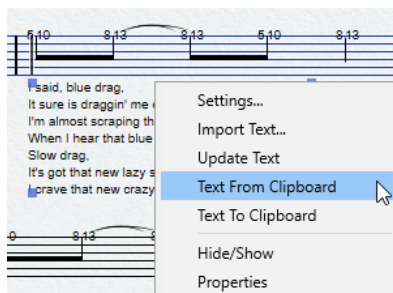 5 10 8 13 8 13 5 10 8 13
I said, blue drag,
It sure is draggin' me
I'm almost scraping th
When I hear that blue
Slow drag,
It's got that new lazy s
I crave that new crazy
Settings...
Import Text...
Update Text
Text From Clipboard
Text To Clipboard
Hide/Show
Properties
8 13